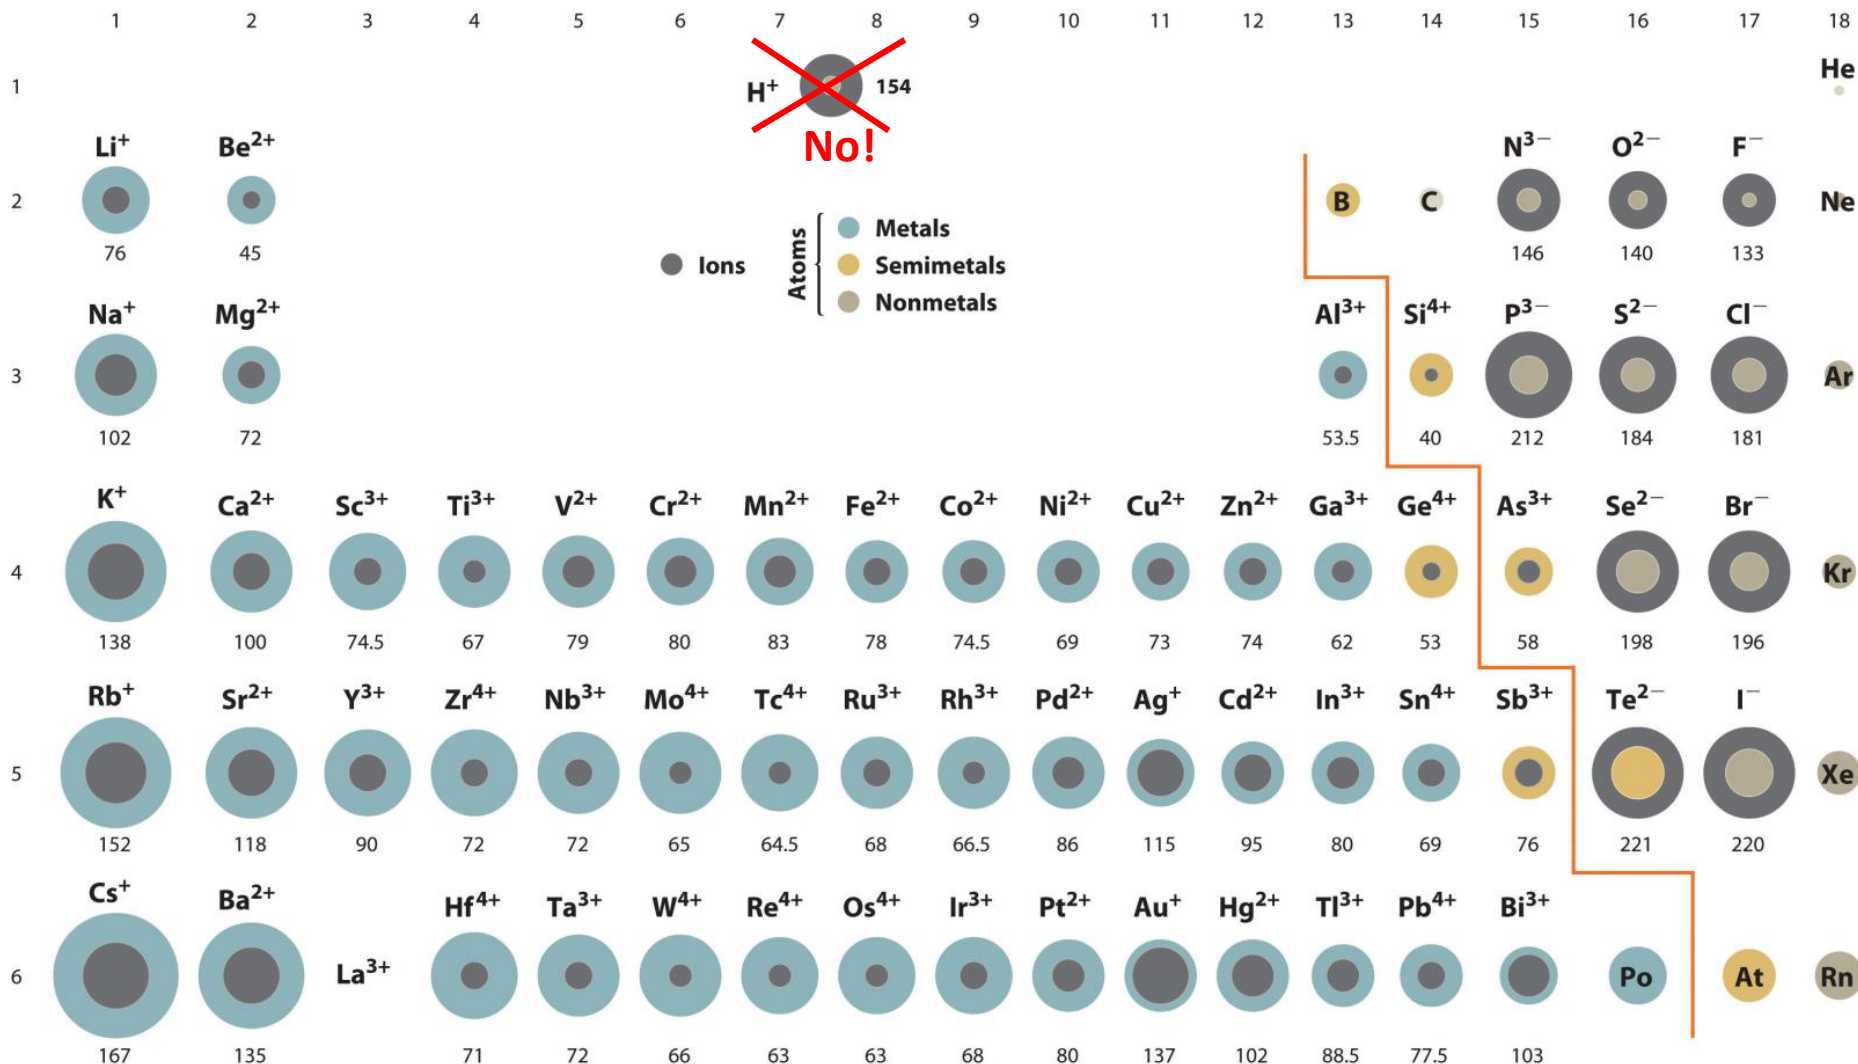 1 2 3 4 5 6 7 8 9 10 11 12 13 14 15 16 17 18
1 H⁺ 154 He
No!
Li⁺ Be²⁺ N³⁻ O²⁻ F⁻
2 B C Ne
76 45 146 140 133
Ions
Atoms
Metals
Semimetals
Nonmetals
Na⁺ Mg²⁺ Al³⁺ Si⁴⁺ P³⁻ S²⁻ Cl⁻
3 Ar
102 72 53.5 40 212 184 181
K⁺ Ca²⁺ Sc³⁺ Ti³⁺ V²⁺ Cr²⁺ Mn²⁺ Fe²⁺ Co²⁺ Ni²⁺ Cu²⁺ Zn²⁺ Ga³⁺ Ge⁴⁺ As³⁺ Se²⁻ Br⁻
4 Kr
138 100 74.5 67 79 80 83 78 74.5 69 73 74 62 53 58 198 196
Rb⁺ Sr²⁺ Y³⁺ Zr⁴⁺ Nb³⁺ Mo⁴⁺ Tc⁴⁺ Ru³⁺ Rh³⁺ Pd²⁺ Ag⁺ Cd²⁺ In³⁺ Sn⁴⁺ Sb³⁺ Te²⁻ I⁻
5 Xe
152 118 90 72 72 65 64.5 68 66.5 86 115 95 80 69 76 221 220
Cs⁺ Ba²⁺ Hf⁴⁺ Ta³⁺ W⁴⁺ Re⁴⁺ Os⁴⁺ Ir³⁺ Pt²⁺ Au⁺ Hg²⁺ Tl³⁺ Pb⁴⁺ Bi³⁺
6 La³⁺ Po At Rn
167 135 71 72 66 63 63 68 80 137 102 88.5 77.5 103